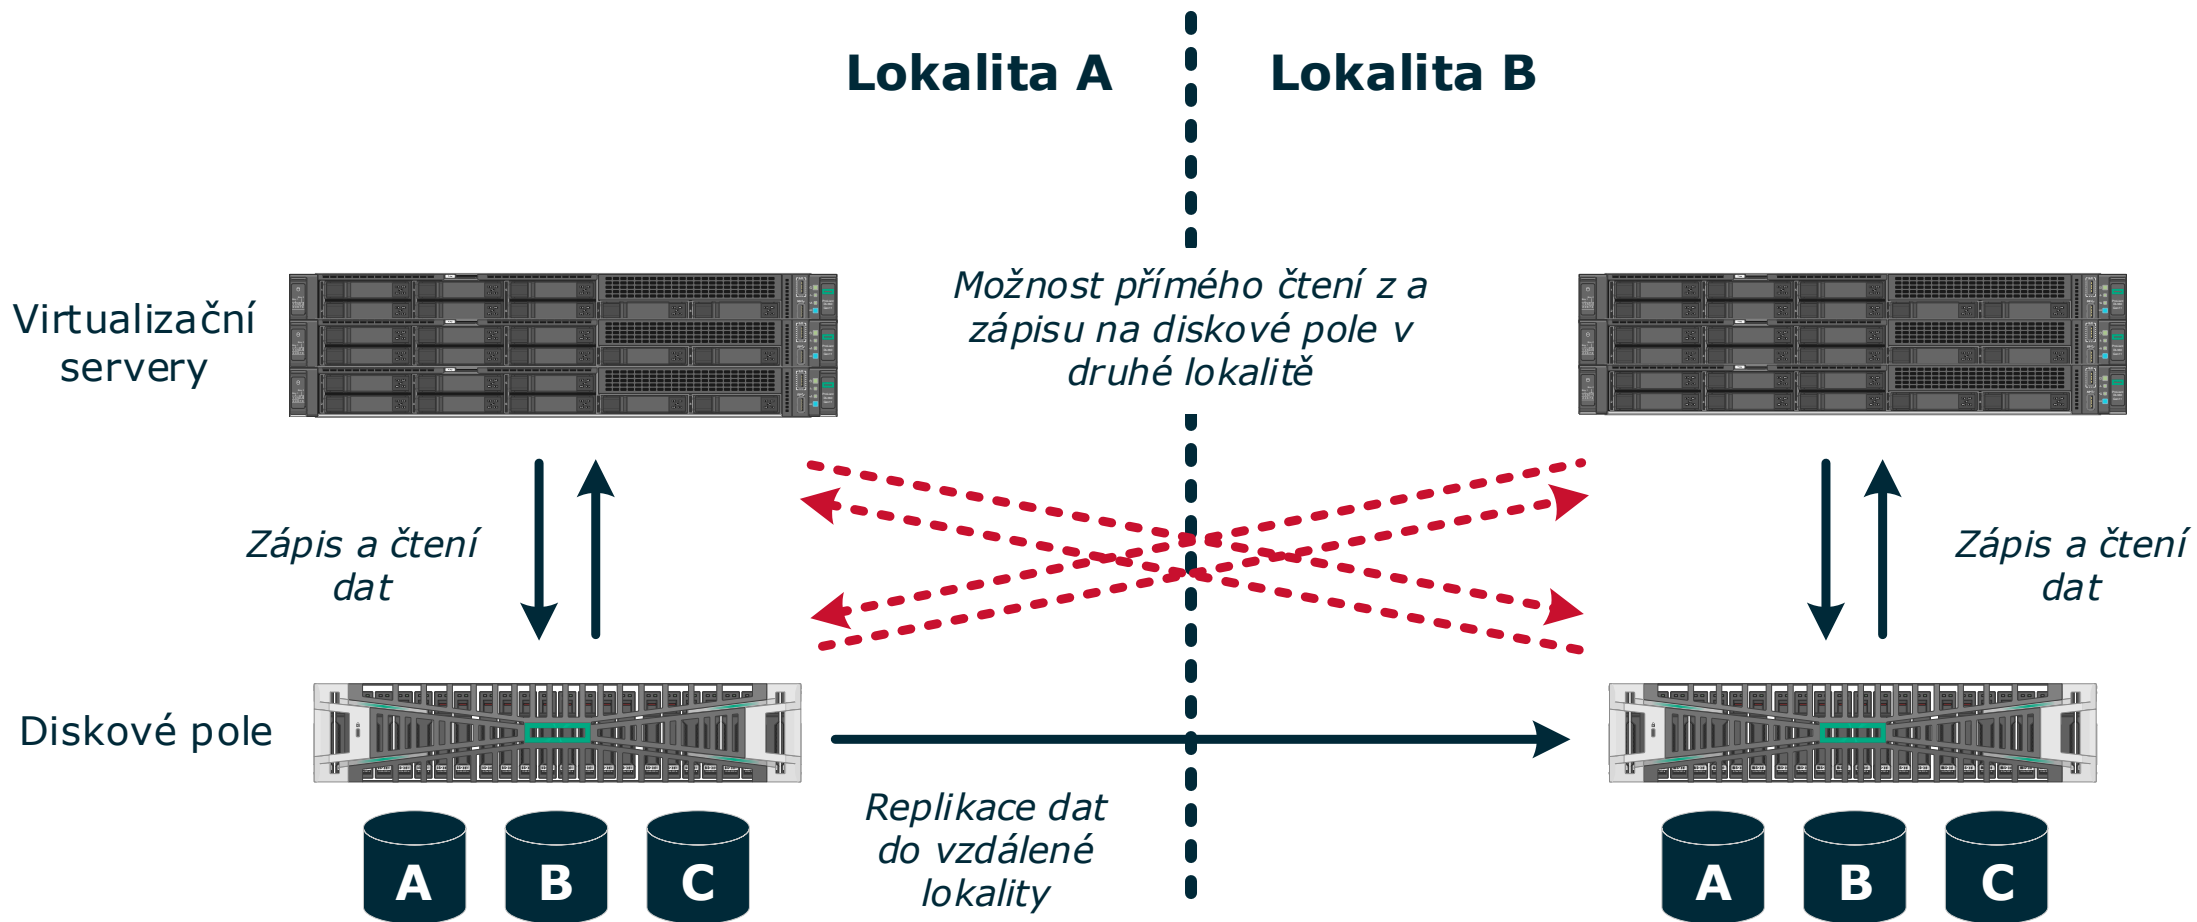 Lokalita A
Lokalita B
Virtualizační
servery
Možnost přímého čtení z a
zápisu na diskové pole v
druhé lokalitě
Zápis a čtení
dat
Zápis a čtení
dat
Diskové pole
Replikace dat
do vzdálené
lokality
A
B
C
A
B
C